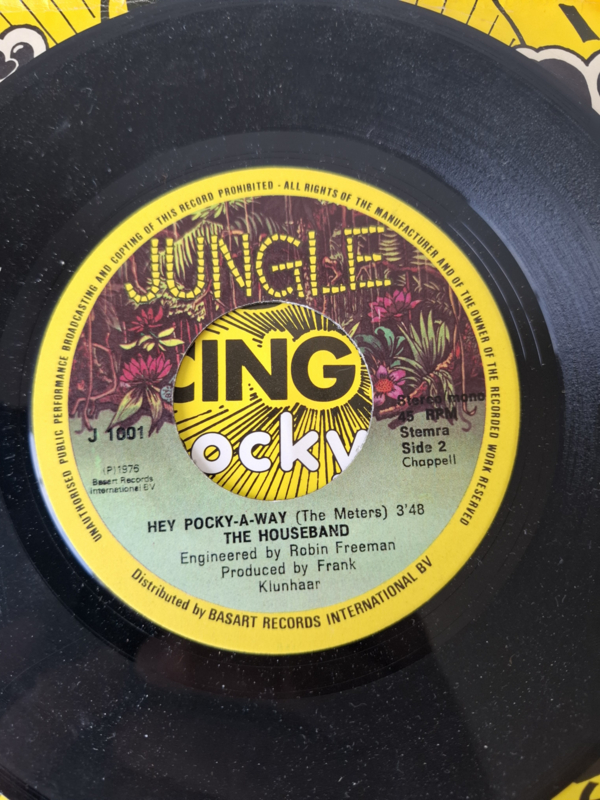 UNAUTHORISED PUBLIC PERFORMANCE BROADCASTING AND COPYING OF THIS RECORD PROHIBITED - ALL RIGHTS OF THE MANUFACTURER AND OF THE OWNER OF THE RECORDED WORK RESERVED
JUNGLE
CING
ocky
J 1001
(P)1976
Basart Records
International BV
Stereo mono
45 RPM
Stemra
Side 2
Chappell
HEY POCKY-A-WAY (The Meters) 3'48
THE HOUSEBAND
Engineered by Robin Freeman
Produced by Frank
Klunhaar
Distributed by BASART RECORDS INTERNATIONAL BV